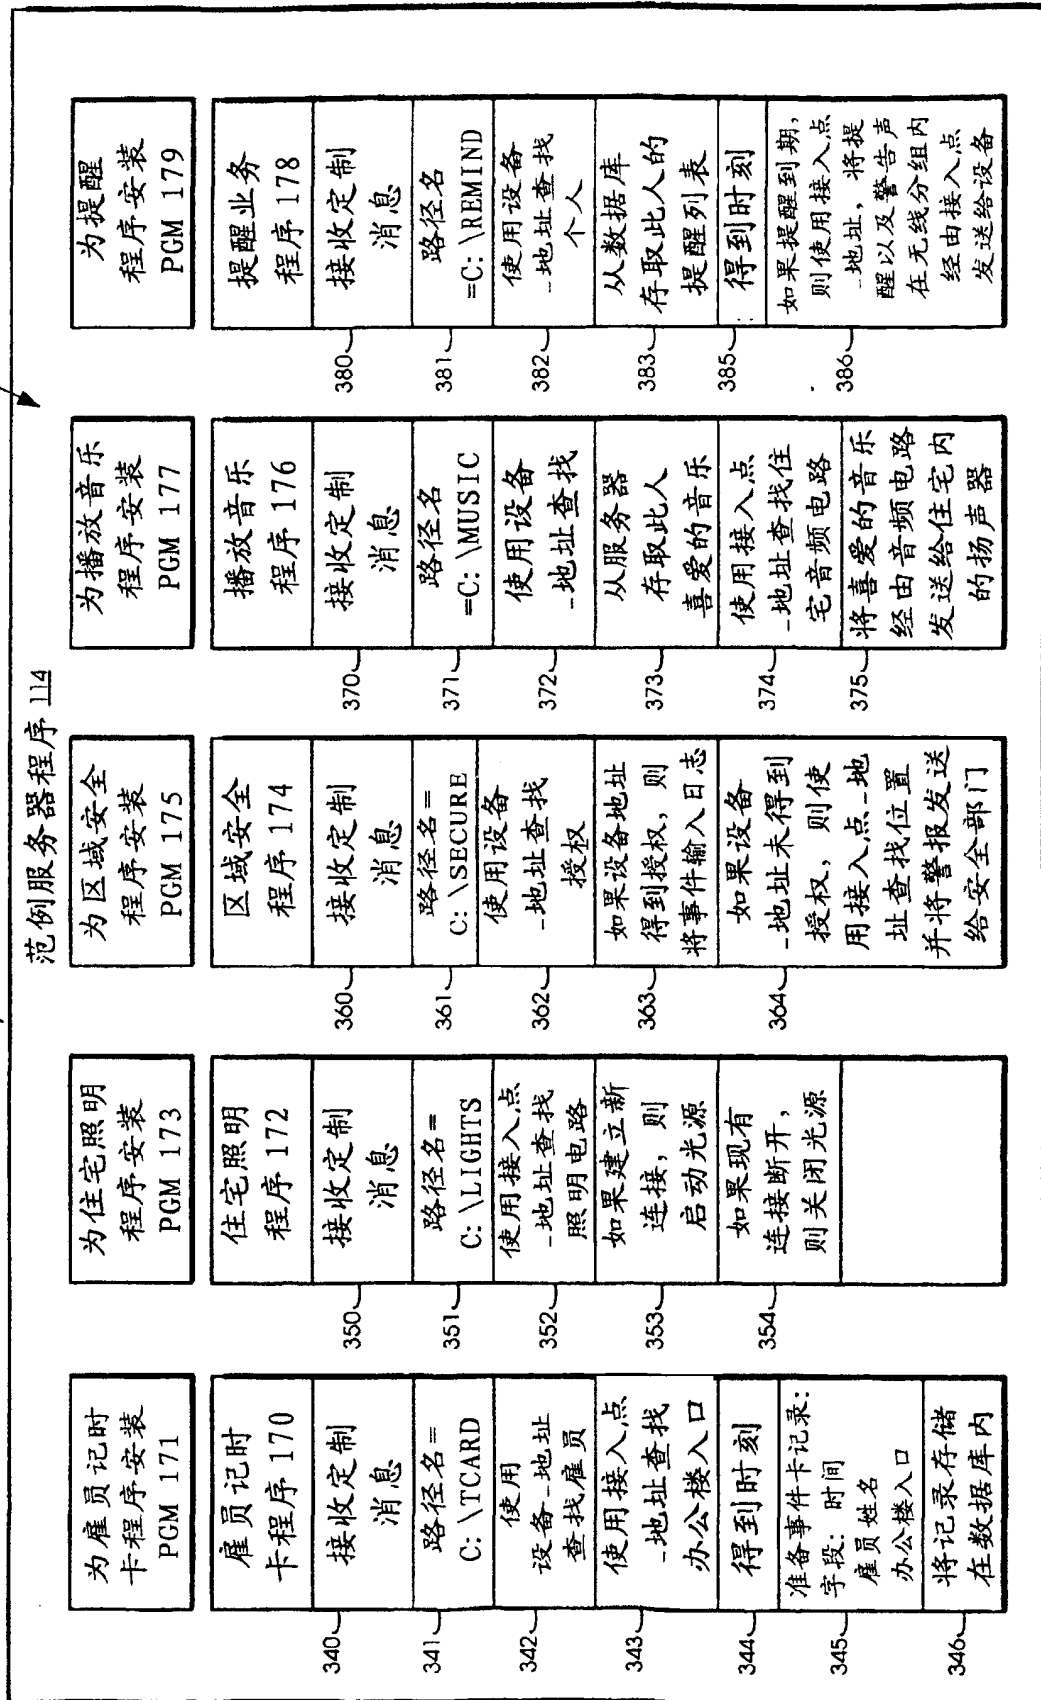 范例服务器程序 114
为雇员记时
卡程序安装
PGM 171
雇员记时
卡程序 170
340
接收定制
消息
341
路径名=
C: \TCARD
342
使用
设备_地址
查找雇员
343
使用接入点
_地址查找
办公楼入口
344
得到时刻
345
准备事件卡记录:
字段: 时间
雇员姓名
办公楼入口
346
将记录存储
在数据库内
为住宅照明
程序安装
PGM 173
住宅照明
程序 172
350
接收定制
消息
351
路径名=
C: \LIGHTS
352
使用接入点
_地址查找
照明电路
353
如果建立新
连接, 则
启动光源
354
如果现有
连接断开,
则关闭光源
为区域安全
程序安装
PGM 175
区域安全
程序 174
360
接收定制
消息
361
路径名=
C: \SECURE
362
使用设备
_地址查找
授权
363
如果设备地址
得到授权, 则
将事件输入日志
364
如果设备
_地址未得到
授权, 则使
用接入点_地
址查找位置
并将警报发送
给安全部门
为播放音乐
程序安装
PGM 177
播放音乐
程序 176
370
接收定制
消息
371
路径名
=C: \MUSIC
372
使用设备
_地址查找
373
从服务器
存取此人
喜爱的音乐
374
使用接入点
_地址查找住
宅音频电路
375
将喜爱的音乐
经由音频电路
发送给住宅内
的扬声器
为提醒
程序安装
PGM 179
提醒业务
程序 178
380
接收定制
消息
381
路径名
=C: \REMIND
382
使用设备
_地址查找
个人
383
从数据库
存取此人的
提醒列表
385
得到时刻
386
如果提醒到期,
则使用接入点
_地址, 将提
醒以及警告声
在无线分组内
经由接入点
发送给设备